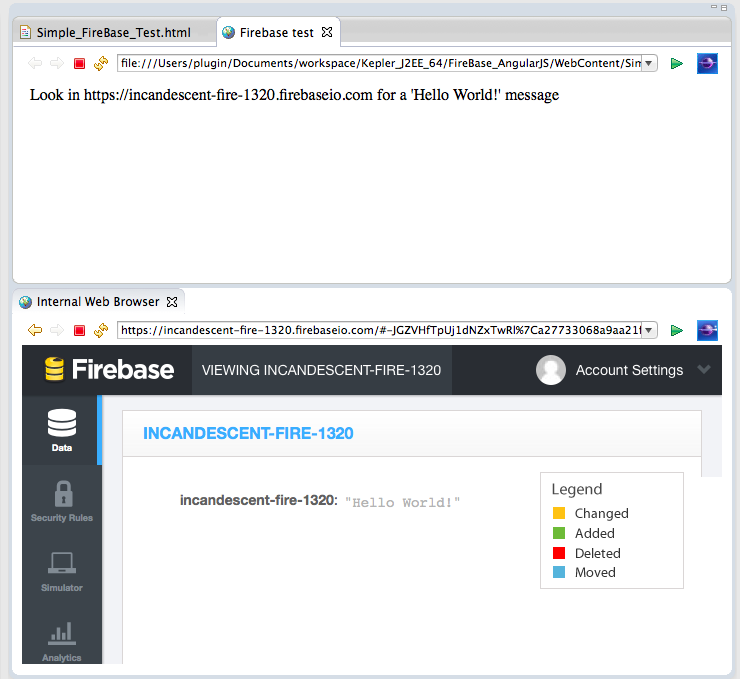 Simple_FireBase_Test.html
Firebase test
file:///Users/plugin/Documents/workspace/Kepler_J2EE_64/FireBase_AngularJS/WebContent/Sim
Look in https://incandescent-fire-1320.firebaseio.com for a 'Hello World!' message
Internal Web Browser
https://incandescent-fire-1320.firebaseio.com/#-JGZVHfTpUj1dNZxTwRl%7Ca27733068a9aa21f
Firebase
VIEWING INCANDESCENT-FIRE-1320
Account Settings
Data
INCANDESCENT-FIRE-1320
incandescent-fire-1320: "Hello World!"
Legend
Changed
Added
Deleted
Moved
Security Rules
Simulator
Analytics